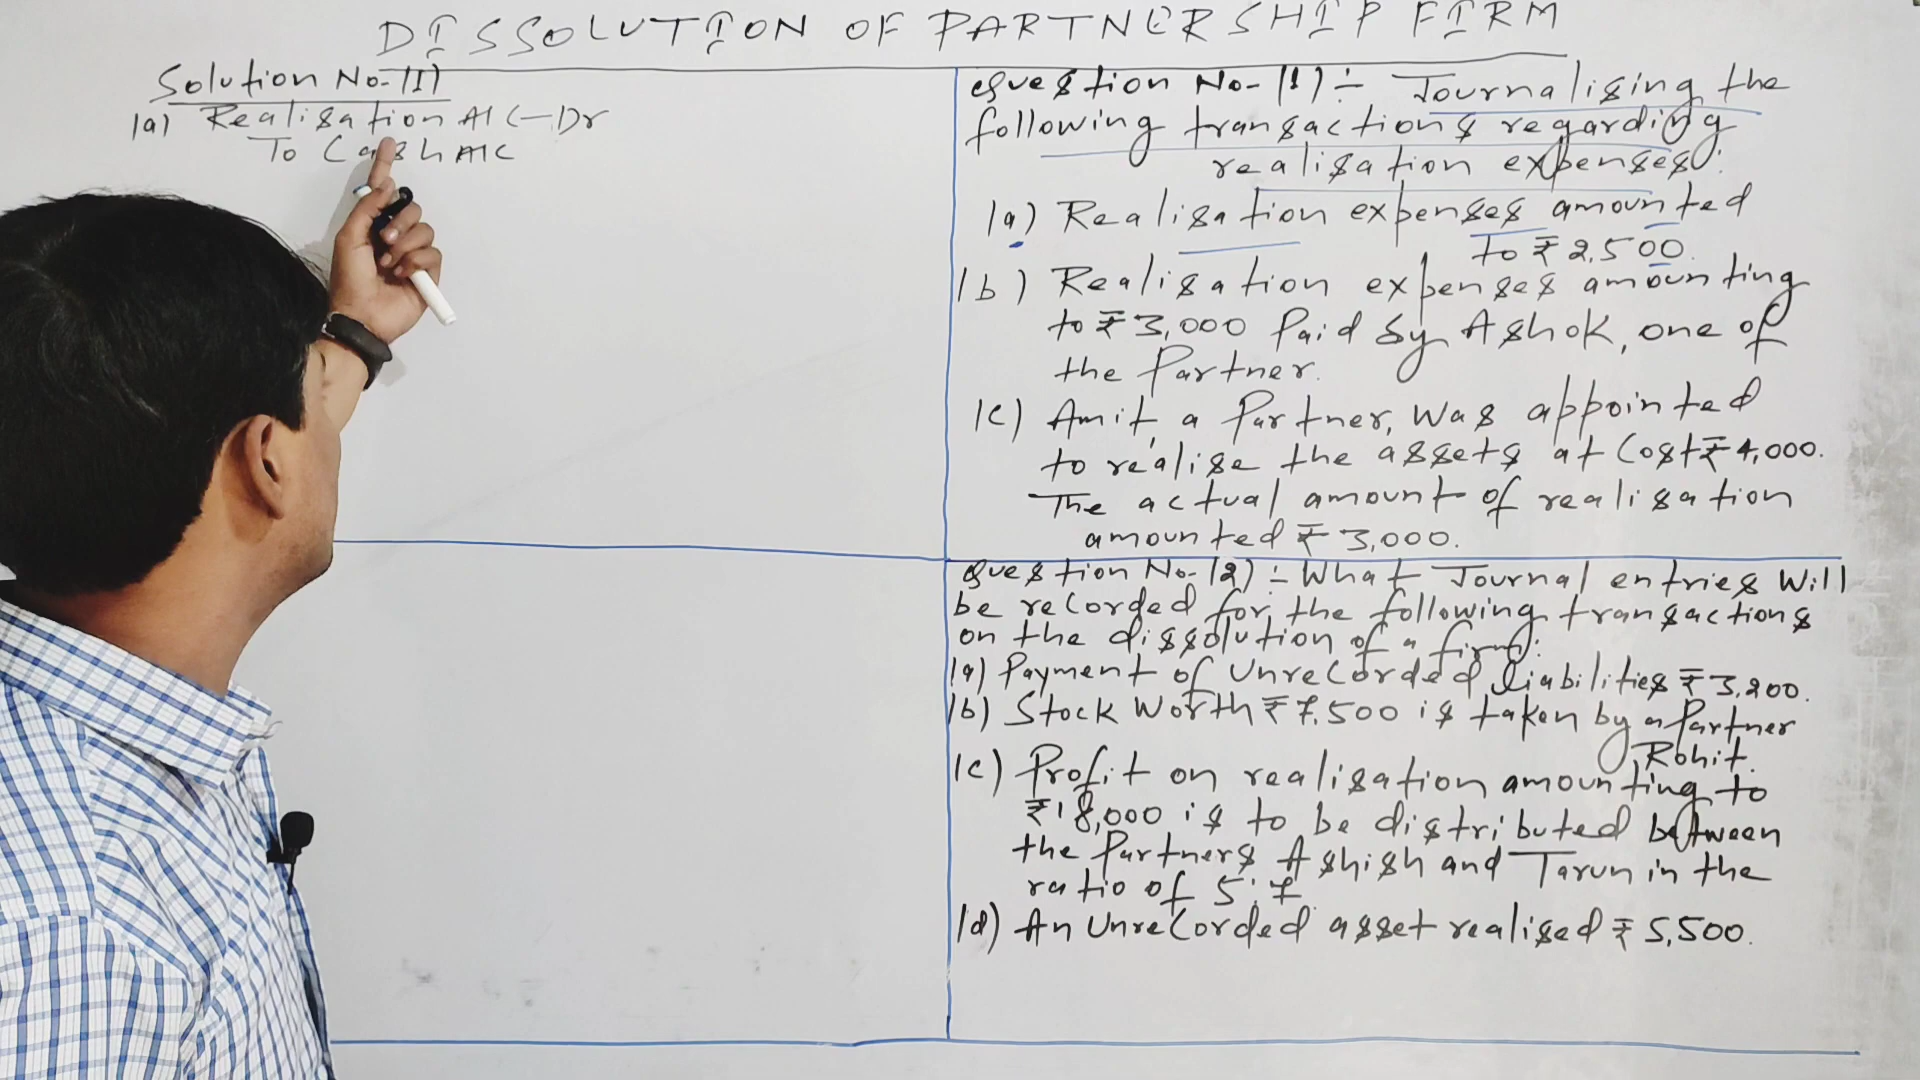 DISSOLUTION OF PARTNERSHIP FIRM
Solution No-(1)
(a) Realisation A/C-Dr
To Cash A/C
Question No-(1):- Journalising the
following transactions regarding
realisation expenses:
(a) Realisation expenses amounted
to ₹ 2,500.
(b) Realisation expenses amounting
to ₹ 3,000 Paid by Ashok, one of
the Partner.
(c) Amit, a Partner, Was appointed
to realise the assets at Cost ₹ 4,000.
The actual amount of realisation
amounted ₹ 3,000.
Question No-(2):- What Journal entries Will
be recorded for the following transactions
on the dissolution of a firm:
(a) Payment of Unrecorded liabilities ₹ 3,200.
(b) Stock Worth ₹ 7,500 is taken by a Partner
Rohit.
(c) Profit on realisation amounting to
₹ 18,000 is to be distributed between
the Partners Ashish and Tarun in the
ratio of 5:7.
(d) An Unrecorded asset realised ₹ 5,500.